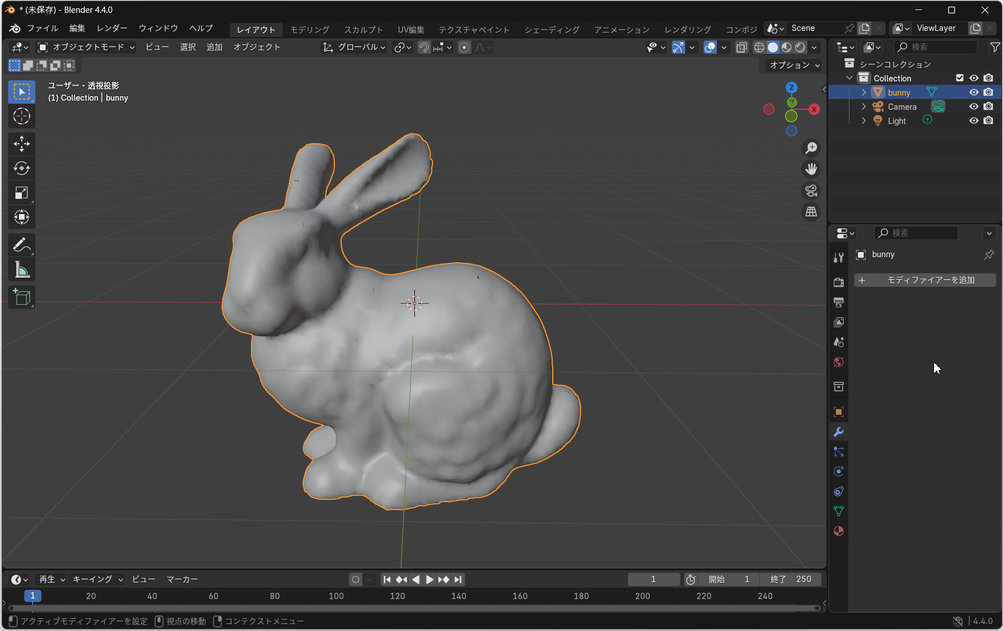 * (未保存) - Blender 4.4.0
ファイル 編集 レンダー ウィンドウ ヘルプ レイアウト モデリング スカルプト UV編集 テクスチャペイント シェーディング アニメーション レンダリング コンポジ Scene ViewLayer
オブジェクトモード ビュー 選択 追加 オブジェクト グローバル 検索
オプション
ユーザー・透視投影
(1) Collection | bunny
Z
Y
X
シーンコレクション
Collection
bunny
Camera
Light
検索
bunny
モディファイアーを追加
再生 キーイング ビュー マーカー 1 開始 1 終了 250
1 20 40 60 80 100 120 140 160 180 200 220 240
アクティブモディファイアーを設定 視点の移動 コンテクストメニュー 4.4.0